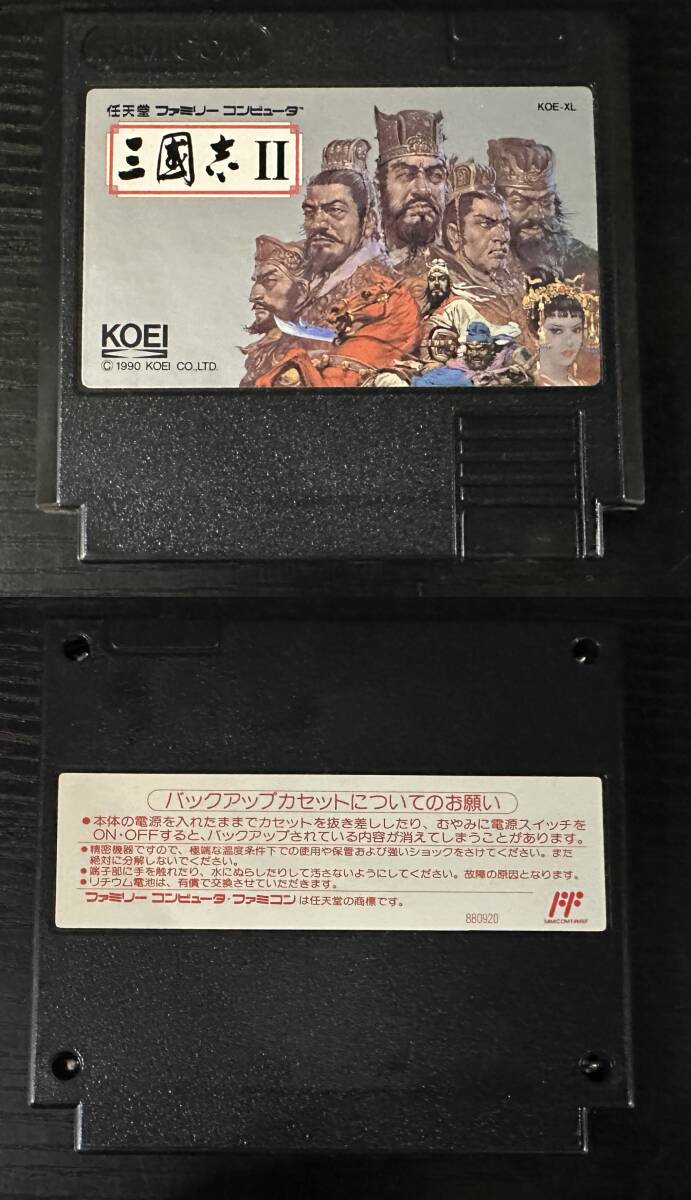 FAMICOM
任天堂 ファミリー コンピュータ™
KOE-XL
三國志 II
KOEI
© 1990 KOEI CO.,LTD.
バックアップカセットについてのお願い
●本体の電源を入れたままでカセットを抜き差ししたり、むやみに電源スイッチを
ON・OFFすると、バックアップされている内容が消えてしまうことがあります。
●精密機器ですので、極端な温度条件下での使用や保管および強いショックをさけてください。また
絶対に分解しないでください。
●端子部に手を触れたり、水にぬらしたりして汚さないようにしてください。故障の原因となります。
●リチウム電池は、有償で交換させていただきます。
ファミリー コンピュータ・ファミコン は任天堂の商標です。
880920
FAMICOM FAMILY